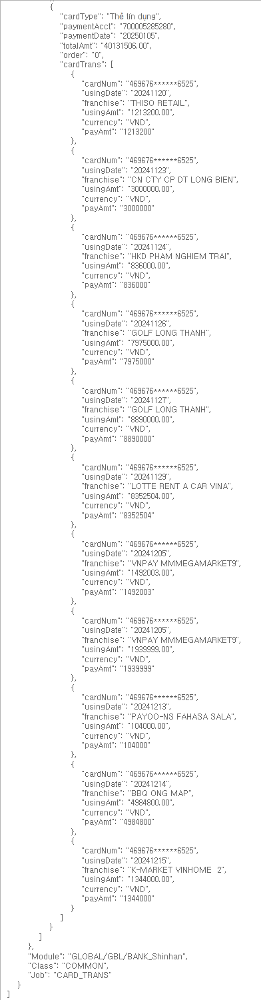 {
"cardType": "Thẻ tín dụng",
"paymentAcct": "700005285280",
"paymentDate": "20250105",
"totalAmt": "40131506.00",
"order": "0",
"cardTrans": [
{
"cardNum": "469676******6525",
"usingDate": "20241120",
"franchise": "THISO RETAIL",
"usingAmt": "1213200.00",
"currency": "VND",
"payAmt": "1213200"
},
{
"cardNum": "469676******6525",
"usingDate": "20241123",
"franchise": "CN CTY CP DT LONG BIEN",
"usingAmt": "3000000.00",
"currency": "VND",
"payAmt": "3000000"
},
{
"cardNum": "469676******6525",
"usingDate": "20241124",
"franchise": "HKD PHAM NGHIEM TRAI",
"usingAmt": "836000.00",
"currency": "VND",
"payAmt": "836000"
},
{
"cardNum": "469676******6525",
"usingDate": "20241126",
"franchise": "GOLF LONG THANH",
"usingAmt": "7975000.00",
"currency": "VND",
"payAmt": "7975000"
},
{
"cardNum": "469676******6525",
"usingDate": "20241127",
"franchise": "GOLF LONG THANH",
"usingAmt": "8890000.00",
"currency": "VND",
"payAmt": "8890000"
},
{
"cardNum": "469676******6525",
"usingDate": "20241129",
"franchise": "LOTTE RENT A CAR VINA",
"usingAmt": "8352504.00",
"currency": "VND",
"payAmt": "8352504"
},
{
"cardNum": "469676******6525",
"usingDate": "20241205",
"franchise": "VNPAY MMMEGAMARKET9",
"usingAmt": "1492003.00",
"currency": "VND",
"payAmt": "1492003"
},
{
"cardNum": "469676******6525",
"usingDate": "20241205",
"franchise": "VNPAY MMMEGAMARKET9",
"usingAmt": "1939999.00",
"currency": "VND",
"payAmt": "1939999"
},
{
"cardNum": "469676******6525",
"usingDate": "20241213",
"franchise": "PAYOO-NS FAHASA SALA",
"usingAmt": "104000.00",
"currency": "VND",
"payAmt": "104000"
},
{
"cardNum": "469676******6525",
"usingDate": "20241214",
"franchise": "BBQ ONG MAP",
"usingAmt": "4984800.00",
"currency": "VND",
"payAmt": "4984800"
},
{
"cardNum": "469676******6525",
"usingDate": "20241215",
"franchise": "K-MARKET VINHOME  2",
"usingAmt": "1344000.00",
"currency": "VND",
"payAmt": "1344000"
}
]
}
]
},
"Module": "GLOBAL/GBL/BANK_Shinhan",
"Class": "COMMON",
"Job": "CARD_TRANS"
}
]